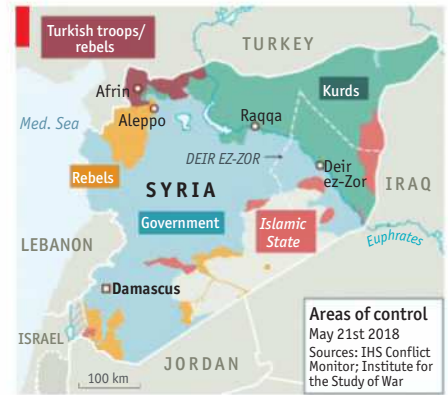 Turkish troops/
rebels
TURKEY
Afrin
Kurds
Aleppo
Raqqa
Med. Sea
DEIR EZ-ZOR
Deir
ez-Zor
Rebels
SYRIA
IRAQ
Government
Islamic
State
Euphrates
LEBANON
Damascus
ISRAEL
JORDAN
100 km
Areas of control
May 21st 2018
Sources: IHS Conflict
Monitor; Institute for
the Study of War